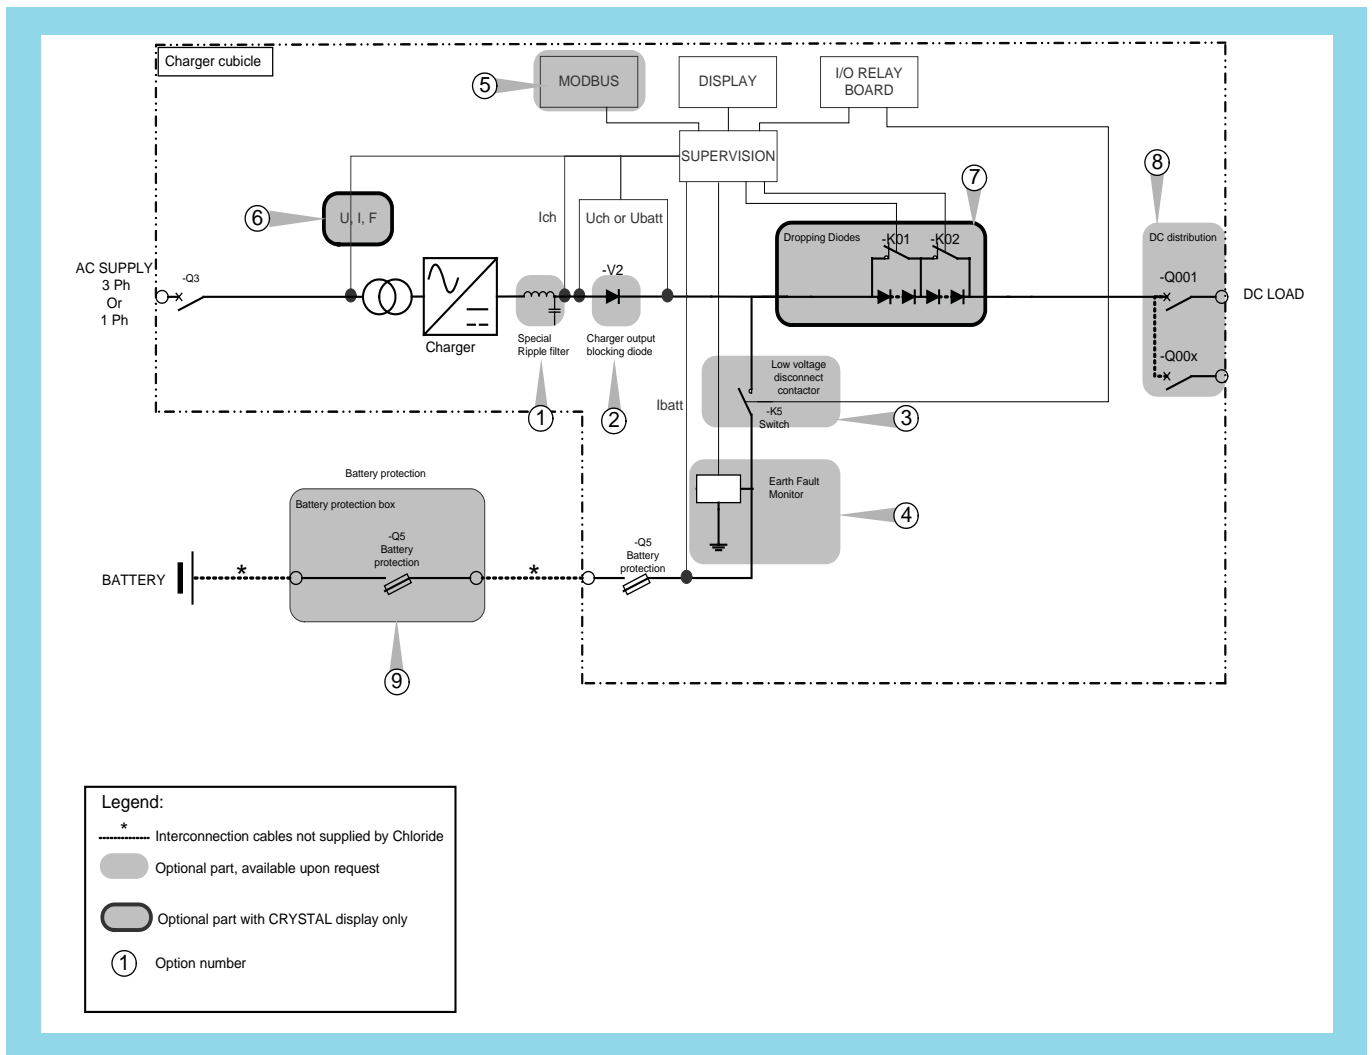 Charger cubicle
5
MODBUS
DISPLAY
I/O RELAY
BOARD
SUPERVISION
8
7
6
U, I, F
Ich
Uch or Ubatt
Dropping Diodes
-K01
-K02
DC distribution
AC SUPPLY
3 Ph
Or
1 Ph
-Q3
-V2
-Q001
DC LOAD
Charger
Special
Ripple filter
Charger output
blocking diode
-Q00x
Low voltage
disconnect
contactor
Ibatt
-K5
Switch
1
2
3
Battery protection
Earth Fault
Monitor
Battery protection box
4
-Q5
Battery
protection
-Q5
Battery
protection
BATTERY
*
*
9
Legend:
*
Interconnection cables not supplied by Chloride
Optional part, available upon request
Optional part with CRYSTAL display only
1
Option number